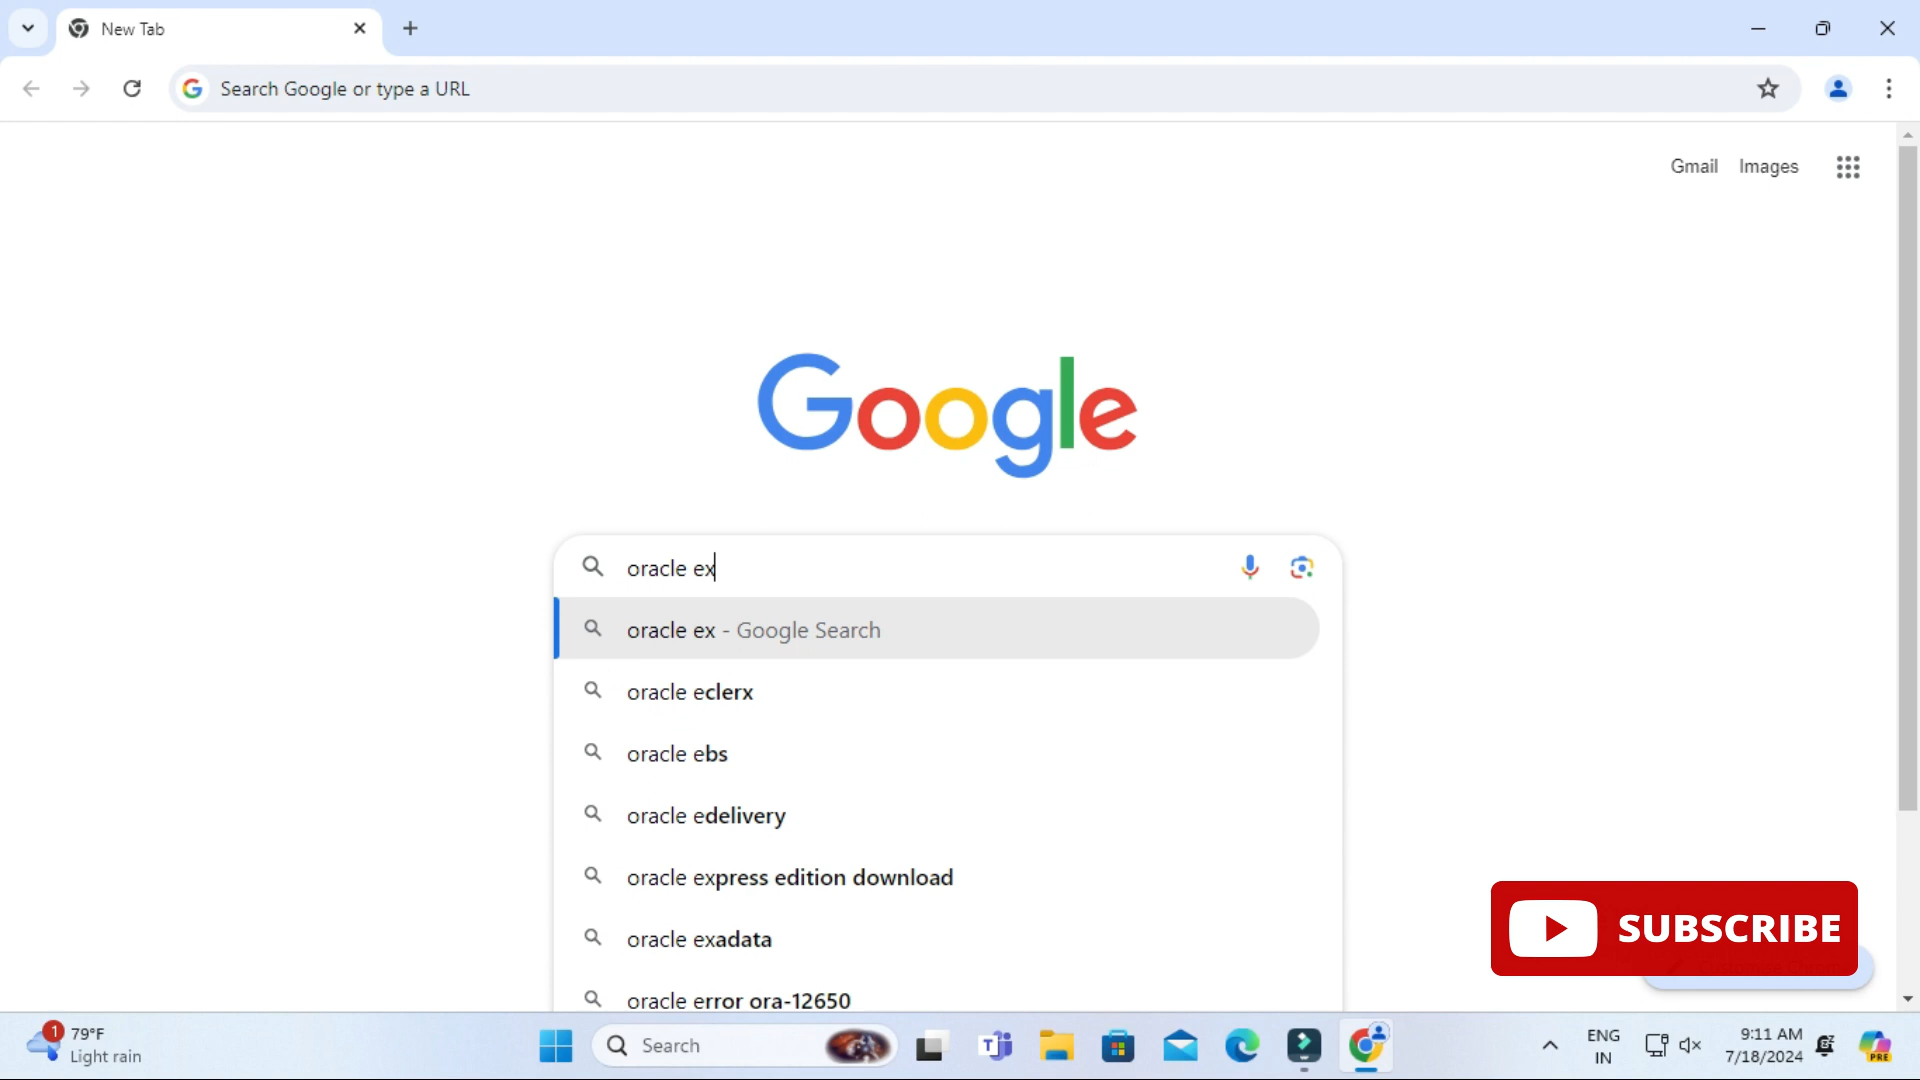 New Tab
Search Google or type a URL
Gmail Images
Google
oracle ex
oracle ex - Google Search
oracle eclerx
oracle ebs
oracle edelivery
oracle express edition download
oracle exadata
oracle error ora-12650
SUBSCRIBE
1
79°F
Light rain
Search
T
ENG
IN
9:11 AM
7/18/2024
PRE